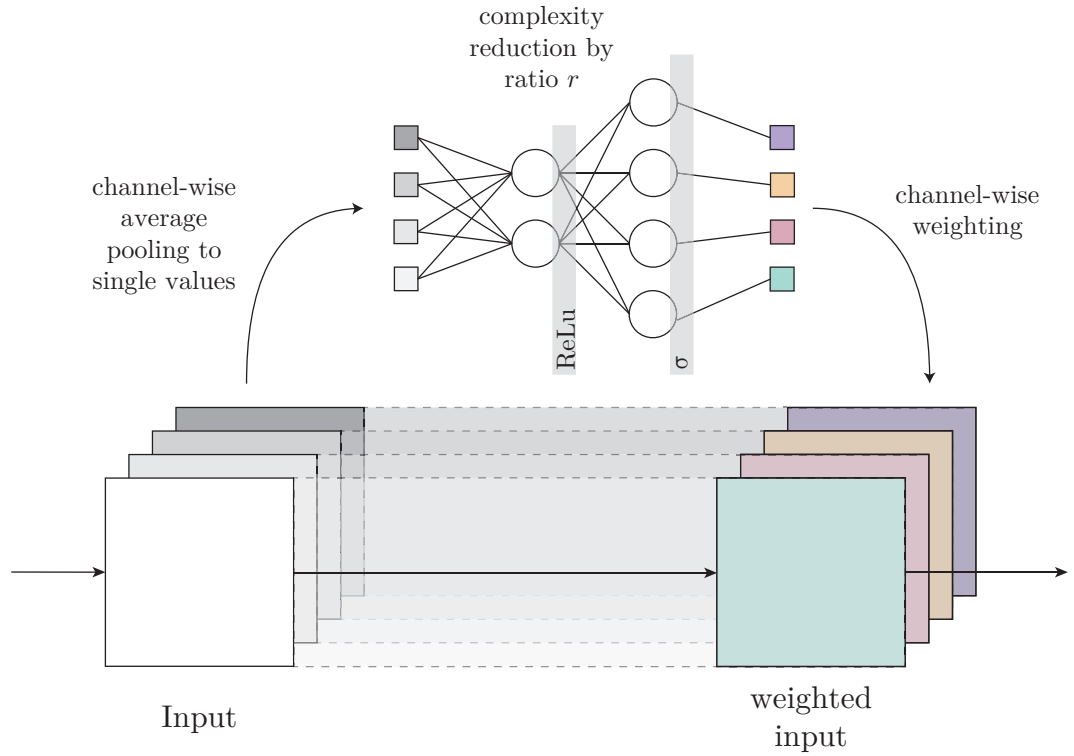 complexity
reduction by
ratio r
channel-wise
average
pooling to
single values
channel-wise
weighting
ReLu
σ
Input
weighted
input